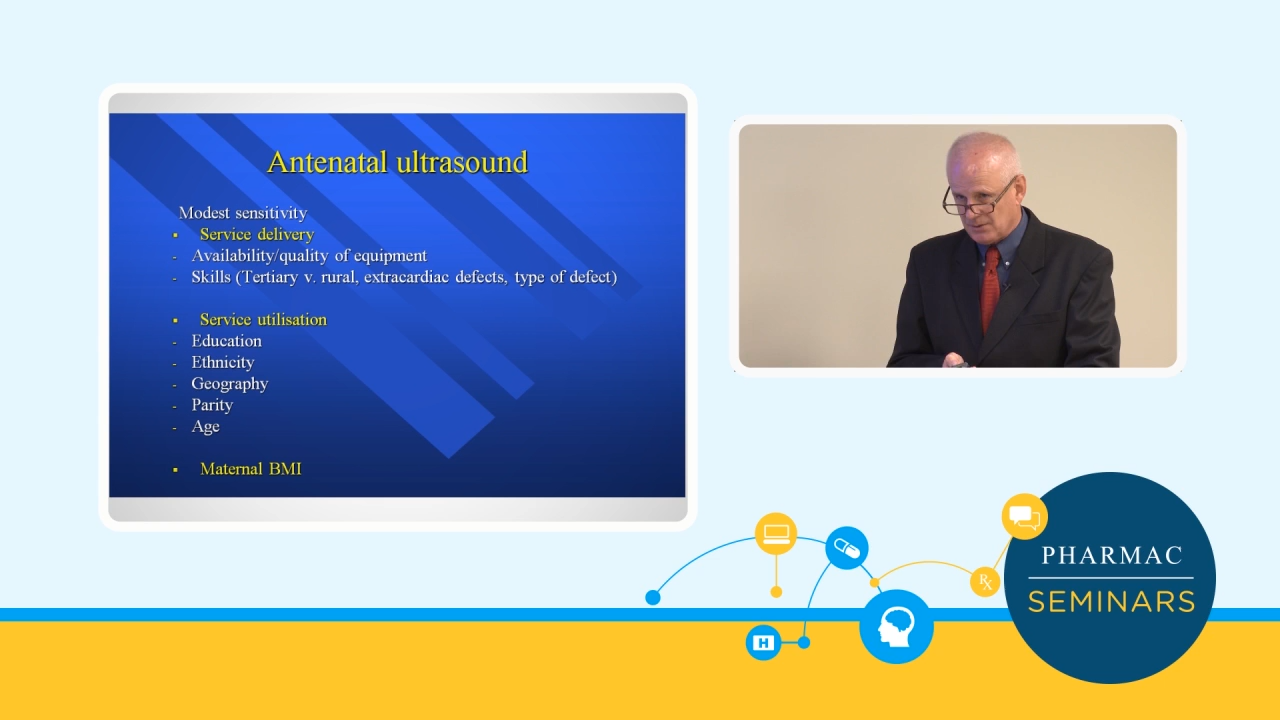 Antenatal ultrasound
Modest sensitivity
▪ Service delivery
- Availability/quality of equipment
- Skills (Tertiary v. rural, extracardiac defects, type of defect)
▪ Service utilisation
- Education
- Ethnicity
- Geography
- Parity
- Age
▪ Maternal BMI
H
Rx
PHARMAC
SEMINARS